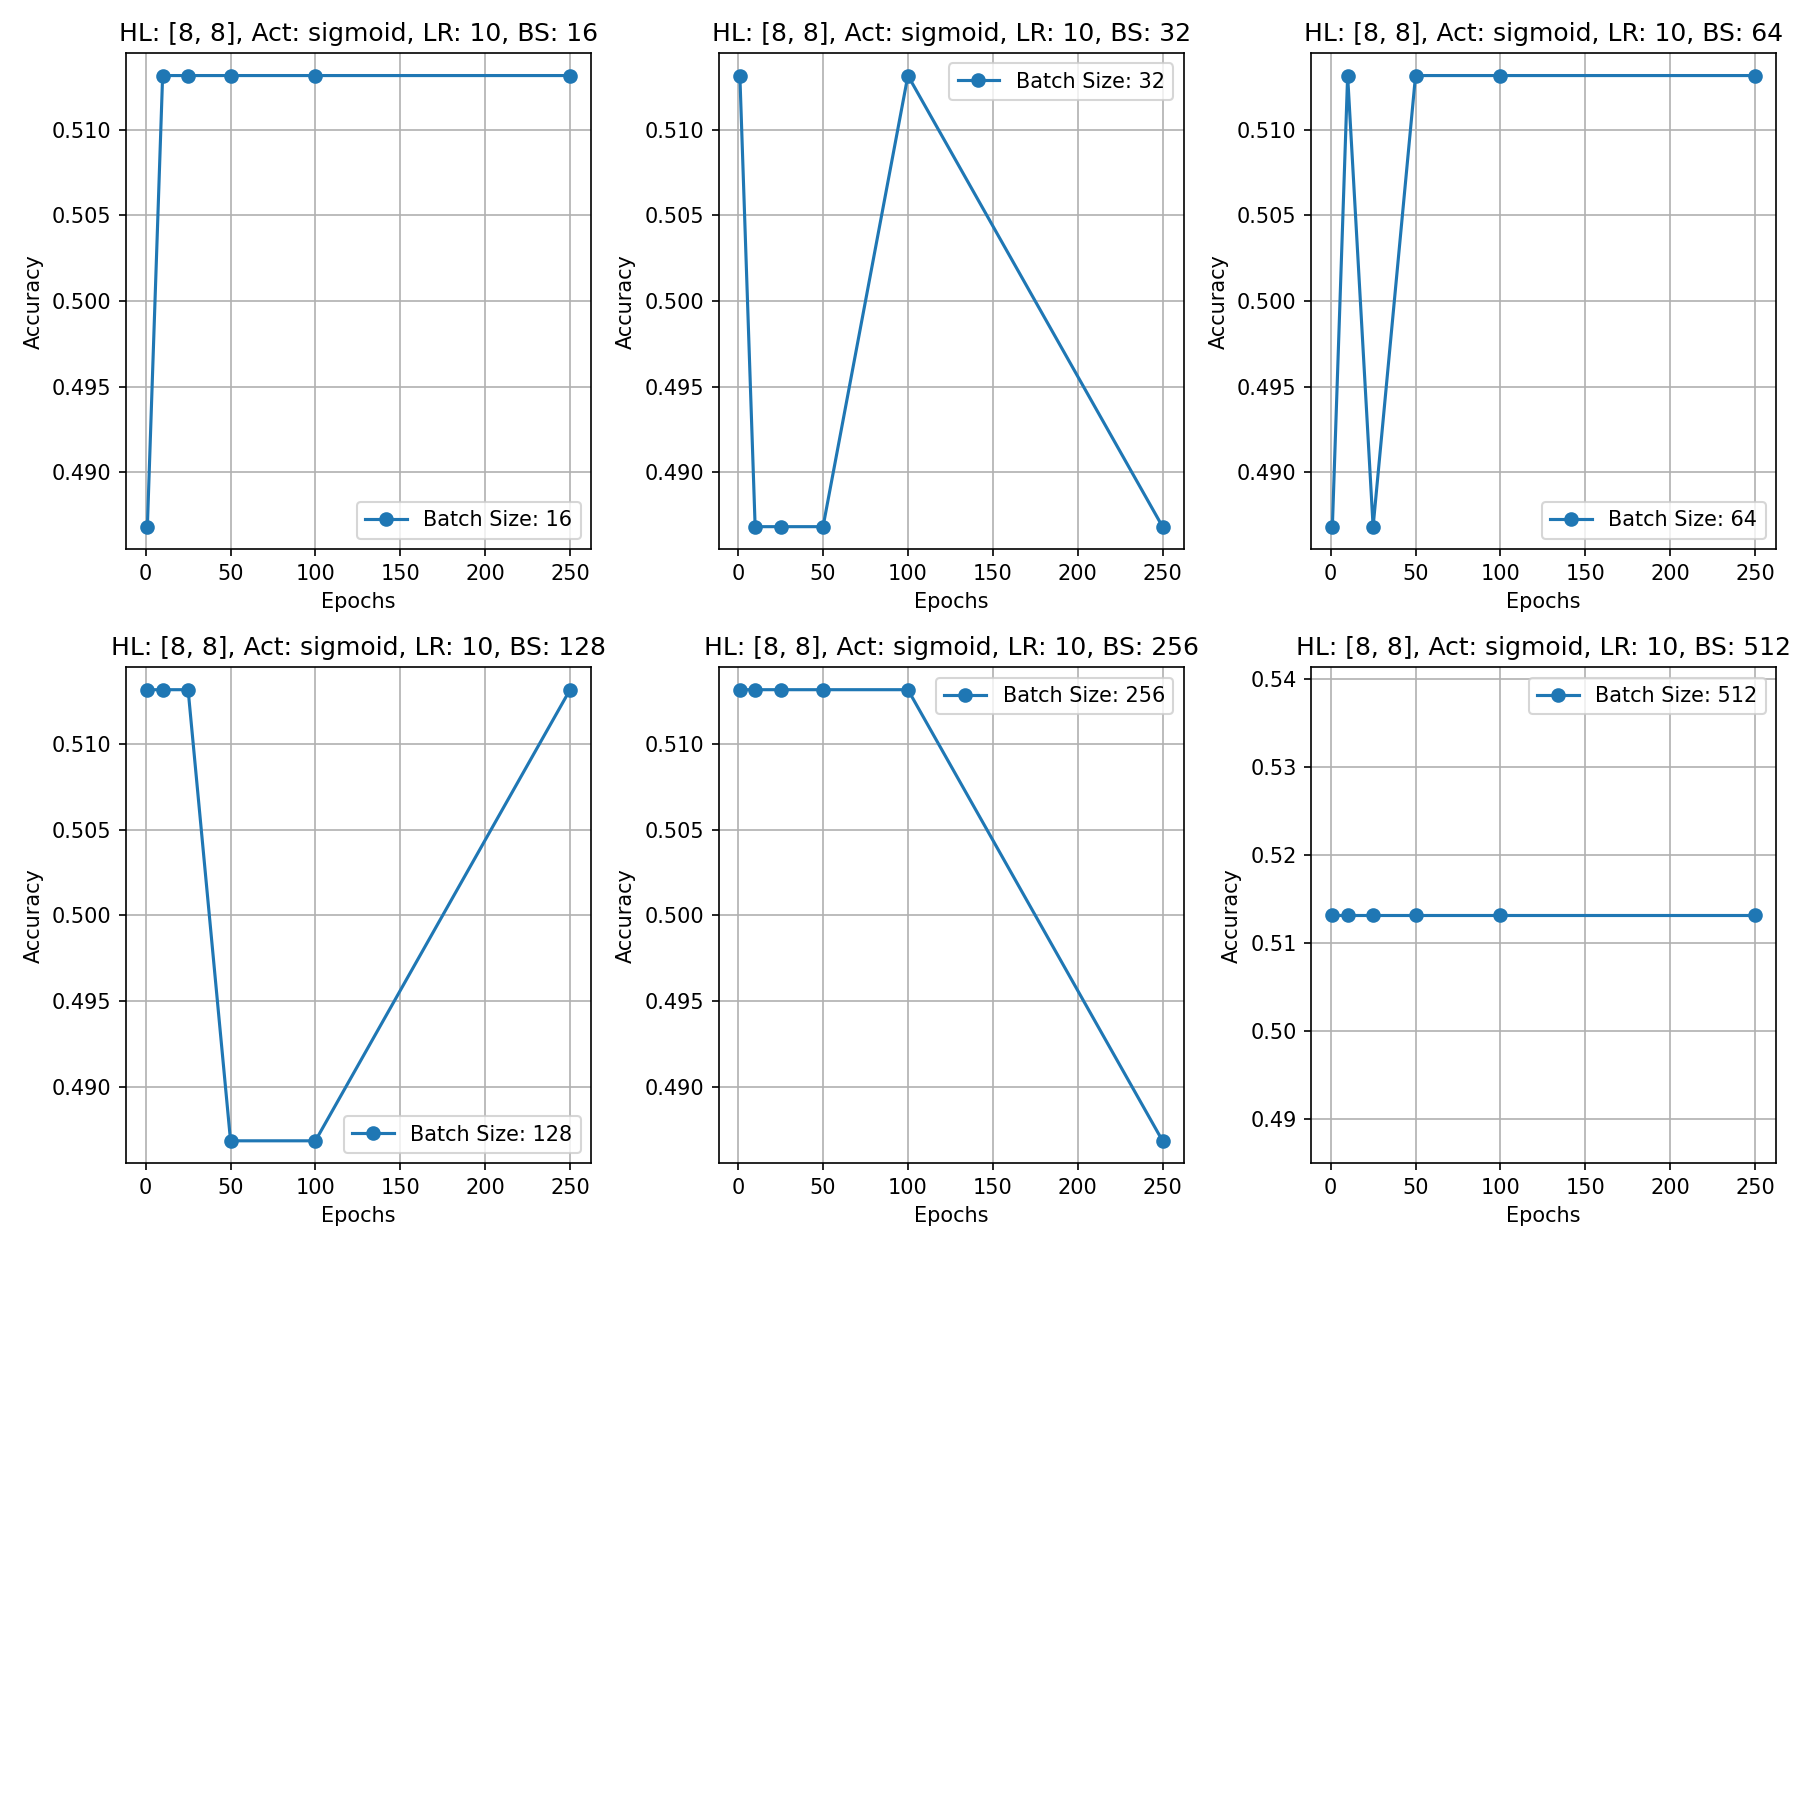 HL: [8, 8], Act: sigmoid, LR: 10, BS: 16
0.510
0.505
0.500
0.495
0.490
Accuracy
Batch Size: 16
0 50 100 150 200 250
Epochs
HL: [8, 8], Act: sigmoid, LR: 10, BS: 32
Batch Size: 32
0.510
0.505
0.500
0.495
0.490
Accuracy
0 50 100 150 200 250
Epochs
HL: [8, 8], Act: sigmoid, LR: 10, BS: 64
0.510
0.505
0.500
0.495
0.490
Accuracy
Batch Size: 64
0 50 100 150 200 250
Epochs
HL: [8, 8], Act: sigmoid, LR: 10, BS: 128
0.510
0.505
0.500
0.495
0.490
Accuracy
Batch Size: 128
0 50 100 150 200 250
Epochs
HL: [8, 8], Act: sigmoid, LR: 10, BS: 256
Batch Size: 256
0.510
0.505
0.500
0.495
0.490
Accuracy
0 50 100 150 200 250
Epochs
HL: [8, 8], Act: sigmoid, LR: 10, BS: 512
Batch Size: 512
0.54
0.53
0.52
0.51
0.50
0.49
Accuracy
0 50 100 150 200 250
Epochs